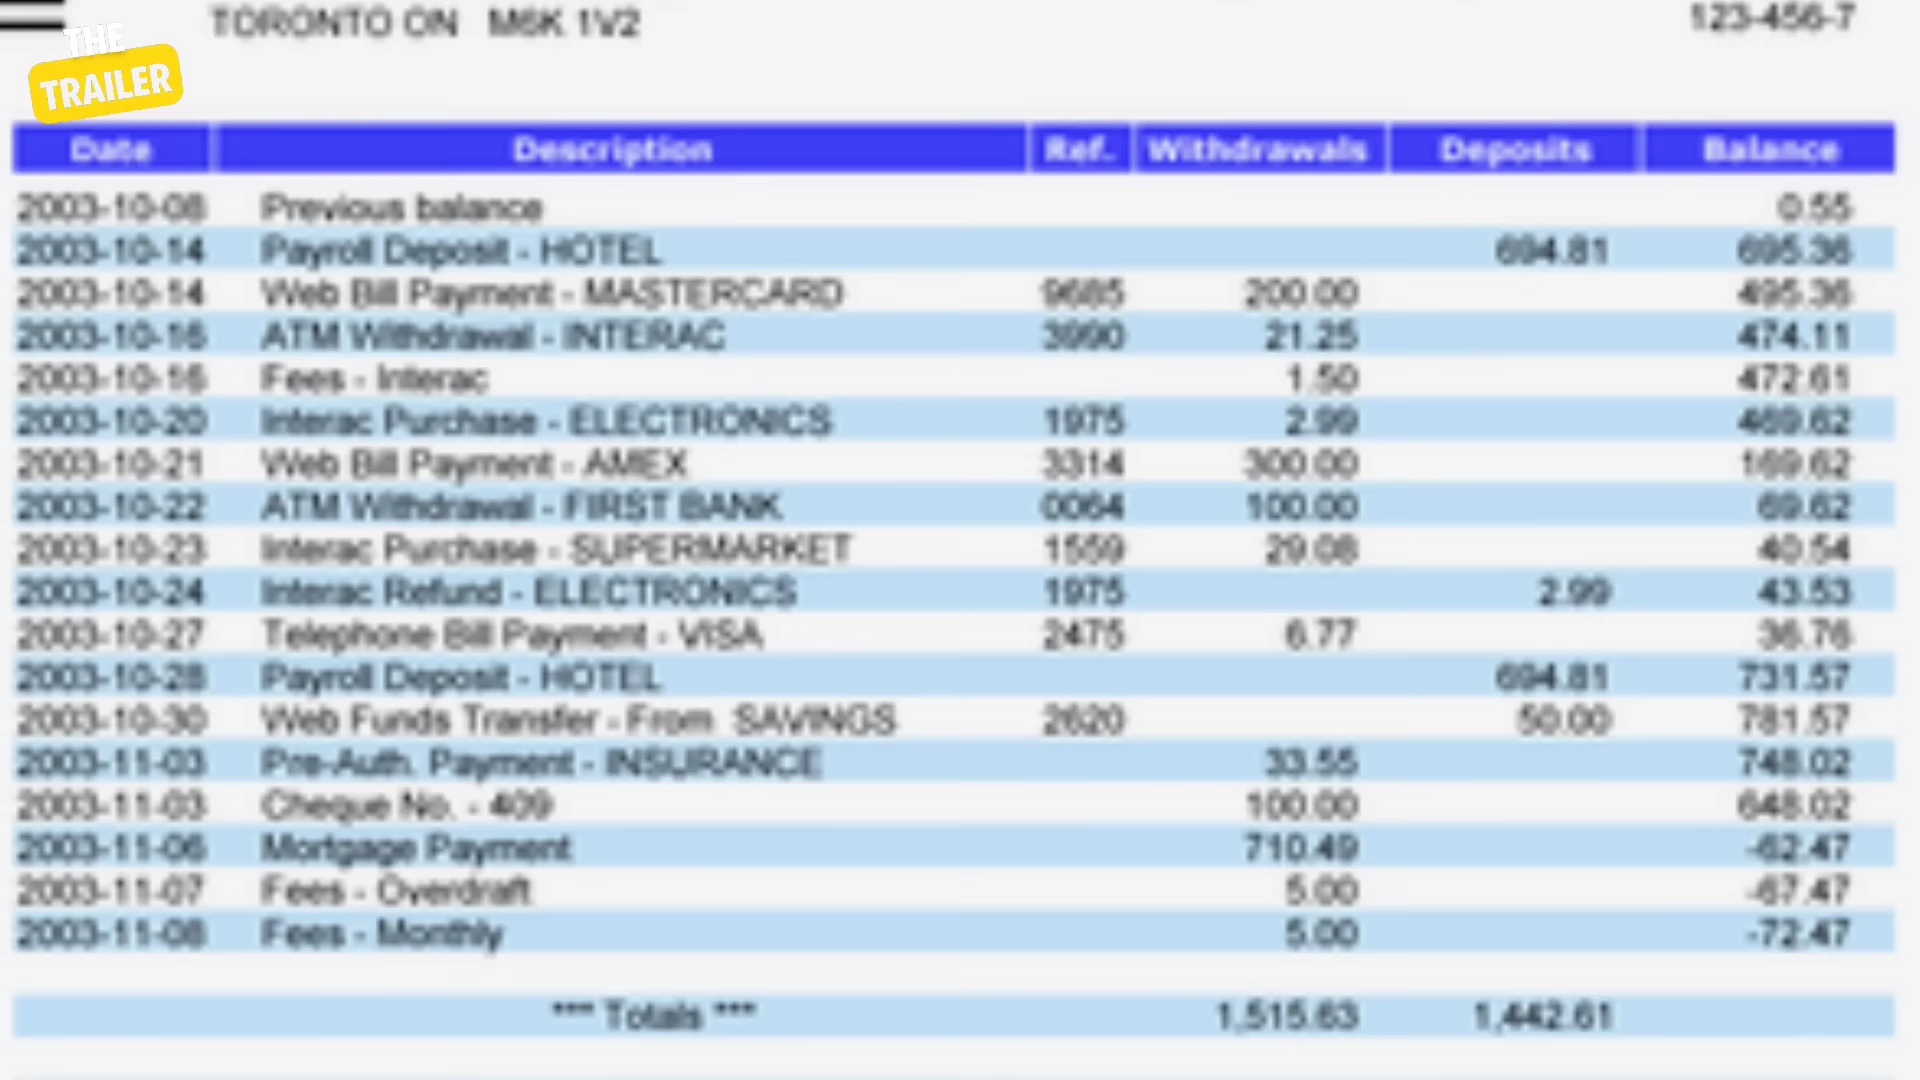 TORONTO ON M6K 1V2 123-456-7
THE
TRAILER
Date Description Ref. Withdrawals Deposits Balance
2003-10-08 Previous balance 0.55
2003-10-14 Payroll Deposit - HOTEL 694.81 695.36
2003-10-14 Web Bill Payment - MASTERCARD 9685 200.00 495.36
2003-10-16 ATM Withdrawal - INTERAC 3990 21.25 474.11
2003-10-16 Fees - Interac 1.50 472.61
2003-10-20 Interac Purchase - ELECTRONICS 1975 2.99 469.62
2003-10-21 Web Bill Payment - AMEX 3314 300.00 169.62
2003-10-22 ATM Withdrawal - FIRST BANK 0064 100.00 69.62
2003-10-23 Interac Purchase - SUPERMARKET 1559 29.08 40.54
2003-10-24 Interac Refund - ELECTRONICS 1975 2.99 43.53
2003-10-27 Telephone Bill Payment - VISA 2475 6.77 36.76
2003-10-28 Payroll Deposit - HOTEL 694.81 731.57
2003-10-30 Web Funds Transfer - From SAVINGS 2620 50.00 781.57
2003-11-03 Pre-Auth. Payment - INSURANCE 33.55 748.02
2003-11-03 Cheque No. - 409 100.00 648.02
2003-11-06 Mortgage Payment 710.49 -62.47
2003-11-07 Fees - Overdraft 5.00 -67.47
2003-11-08 Fees - Monthly 5.00 -72.47
*** Totals *** 1,515.63 1,442.61